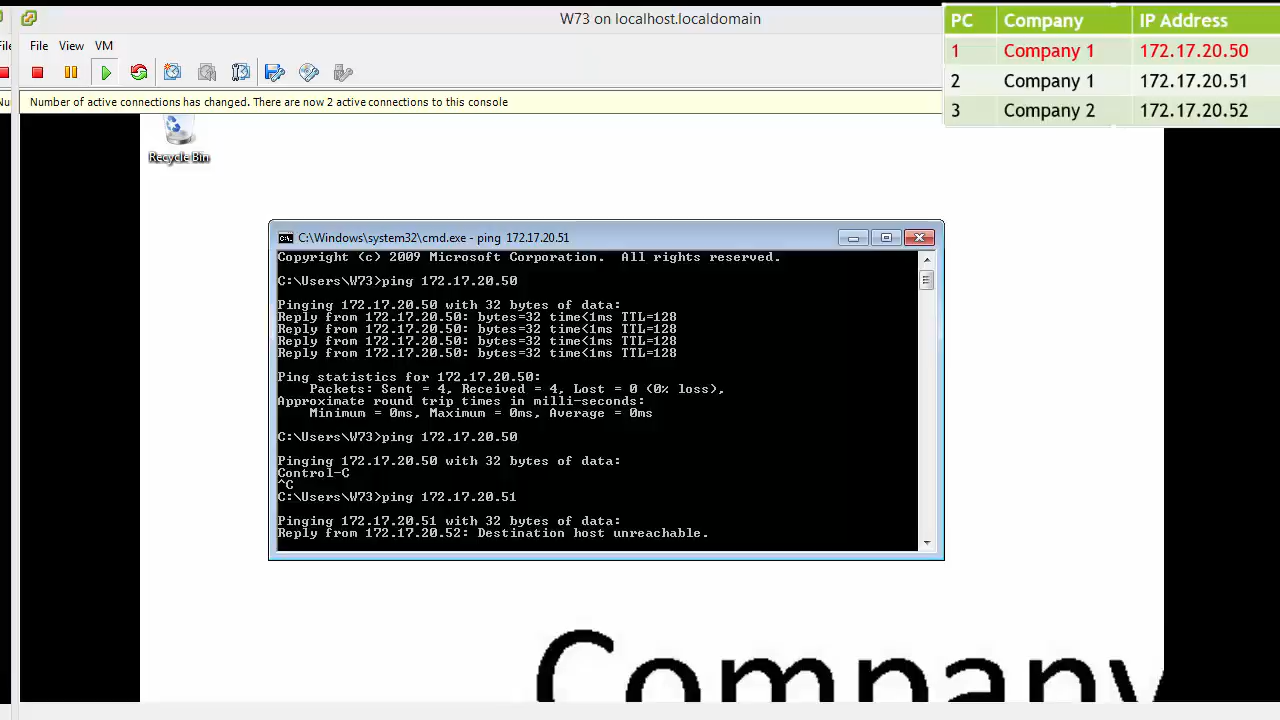 W73 on localhost.localdomain
File View VM
Number of active connections has changed. There are now 2 active connections to this console
PC Company IP Address
1 Company 1 172.17.20.50
2 Company 1 172.17.20.51
3 Company 2 172.17.20.52
Recycle Bin
C:\Windows\system32\cmd.exe - ping 172.17.20.51
Copyright (c) 2009 Microsoft Corporation. All rights reserved.
C:\Users\W73>ping 172.17.20.50
Pinging 172.17.20.50 with 32 bytes of data:
Reply from 172.17.20.50: bytes=32 time<1ms TTL=128
Reply from 172.17.20.50: bytes=32 time<1ms TTL=128
Reply from 172.17.20.50: bytes=32 time<1ms TTL=128
Reply from 172.17.20.50: bytes=32 time<1ms TTL=128
Ping statistics for 172.17.20.50:
Packets: Sent = 4, Received = 4, Lost = 0 (0% loss),
Approximate round trip times in milli-seconds:
Minimum = 0ms, Maximum = 0ms, Average = 0ms
C:\Users\W73>ping 172.17.20.50
Pinging 172.17.20.50 with 32 bytes of data:
Control-C
^C
C:\Users\W73>ping 172.17.20.51
Pinging 172.17.20.51 with 32 bytes of data:
Reply from 172.17.20.52: Destination host unreachable.
Company